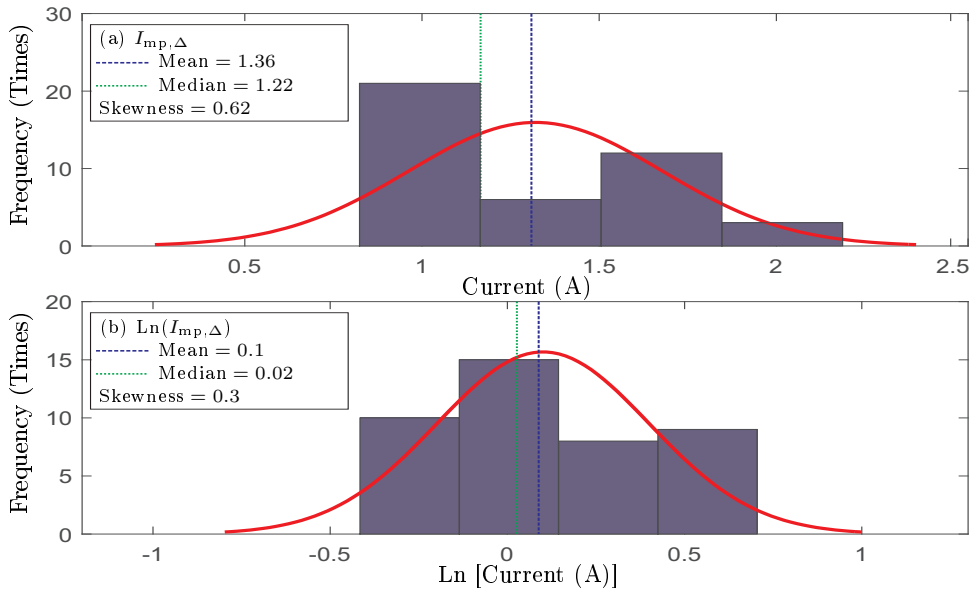 30
20
10
0
Frequency (Times)
(a) I_mp,Δ
Mean = 1.36
Median = 1.22
Skewness = 0.62
0.5 1 1.5 2 2.5
Current (A)
20
15
10
5
0
Frequency (Times)
(b) Ln(I_mp,Δ)
Mean = 0.1
Median = 0.02
Skewness = 0.3
-1 -0.5 0 0.5 1
Ln [Current (A)]